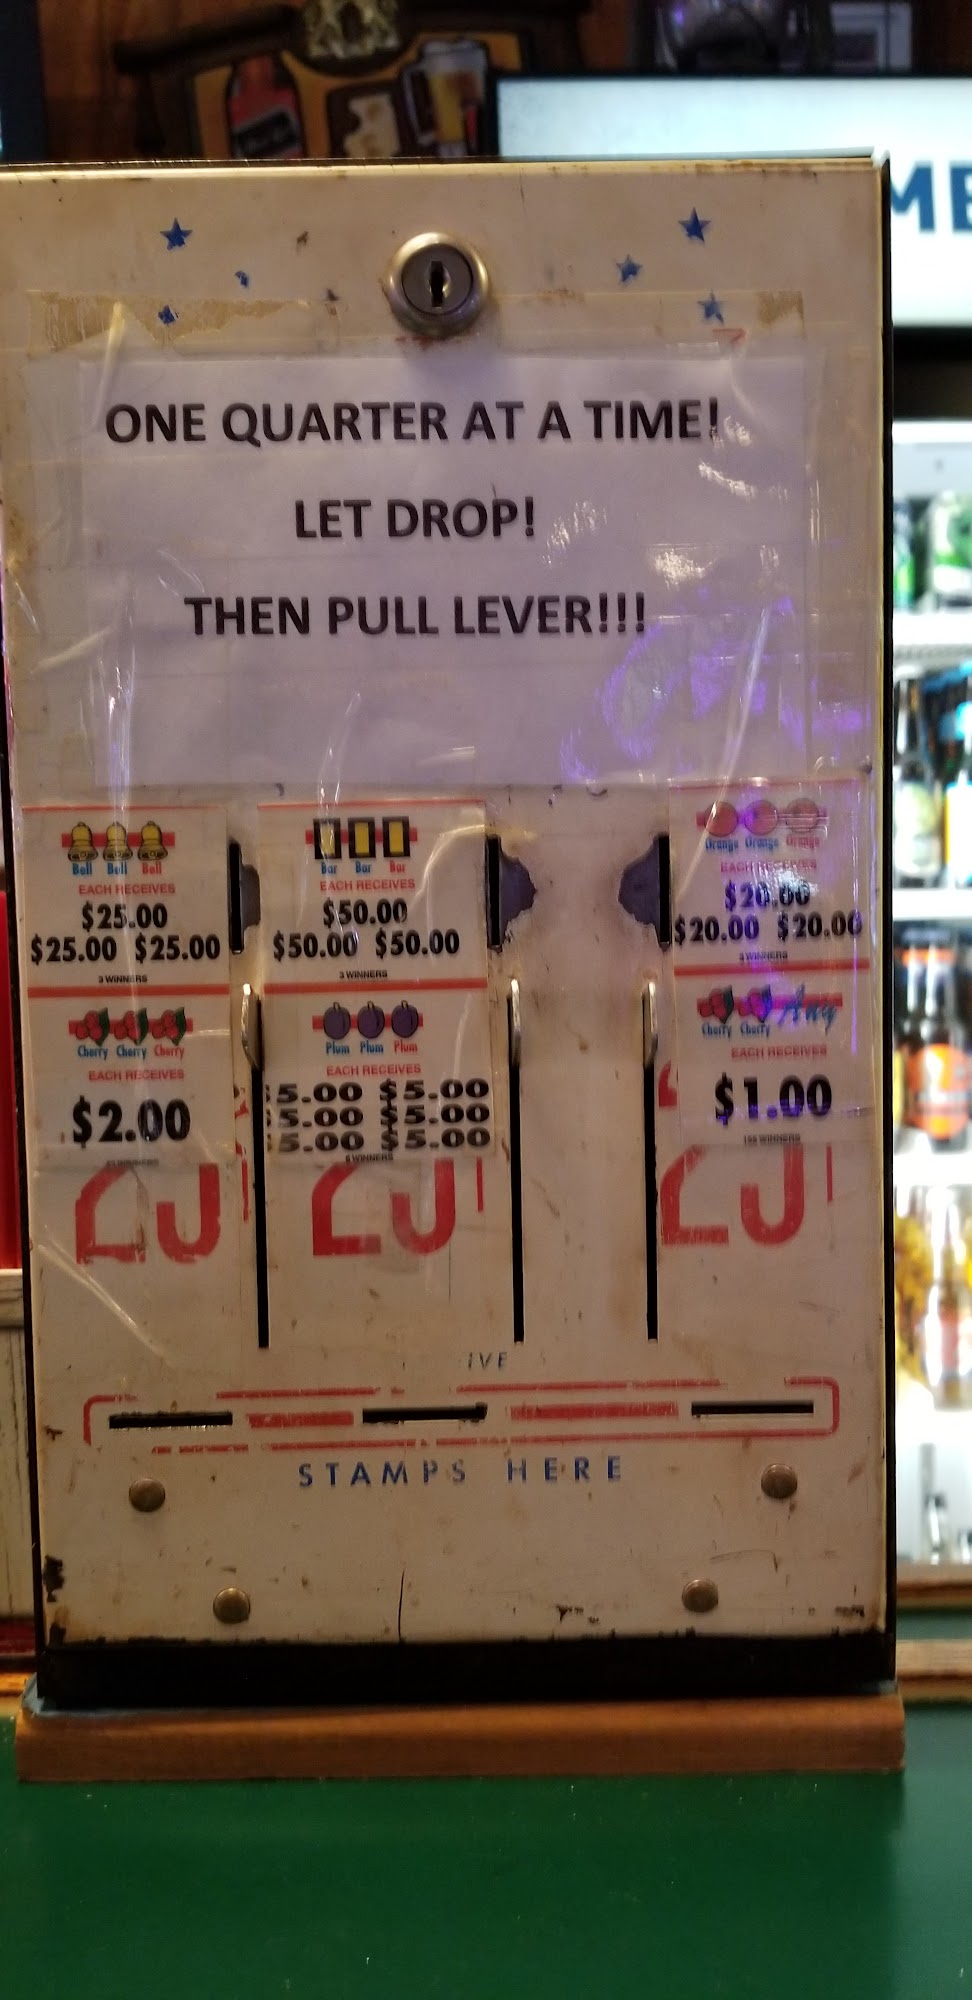 ME
ONE QUARTER AT A TIME!
LET DROP!
THEN PULL LEVER!!!
Bell Bell Bell
EACH RECEIVES
$25.00
$25.00 $25.00
3 WINNERS
Cherry Cherry Cherry
EACH RECEIVES
$2.00
Bar Bar Bar
EACH RECEIVES
$50.00
$50.00 $50.00
3 WINNERS
Plum Plum Plum
EACH RECEIVES
5.00 $5.00
5.00 $5.00
5.00 $5.00
6 WINNERS
Orange Orange Orange
EACH RECEIVES
$20.00
$20.00 $20.00
3 WINNERS
Cherry Cherry Any
EACH RECEIVES
$1.00
WINNERS
IVE
STAMPS HERE